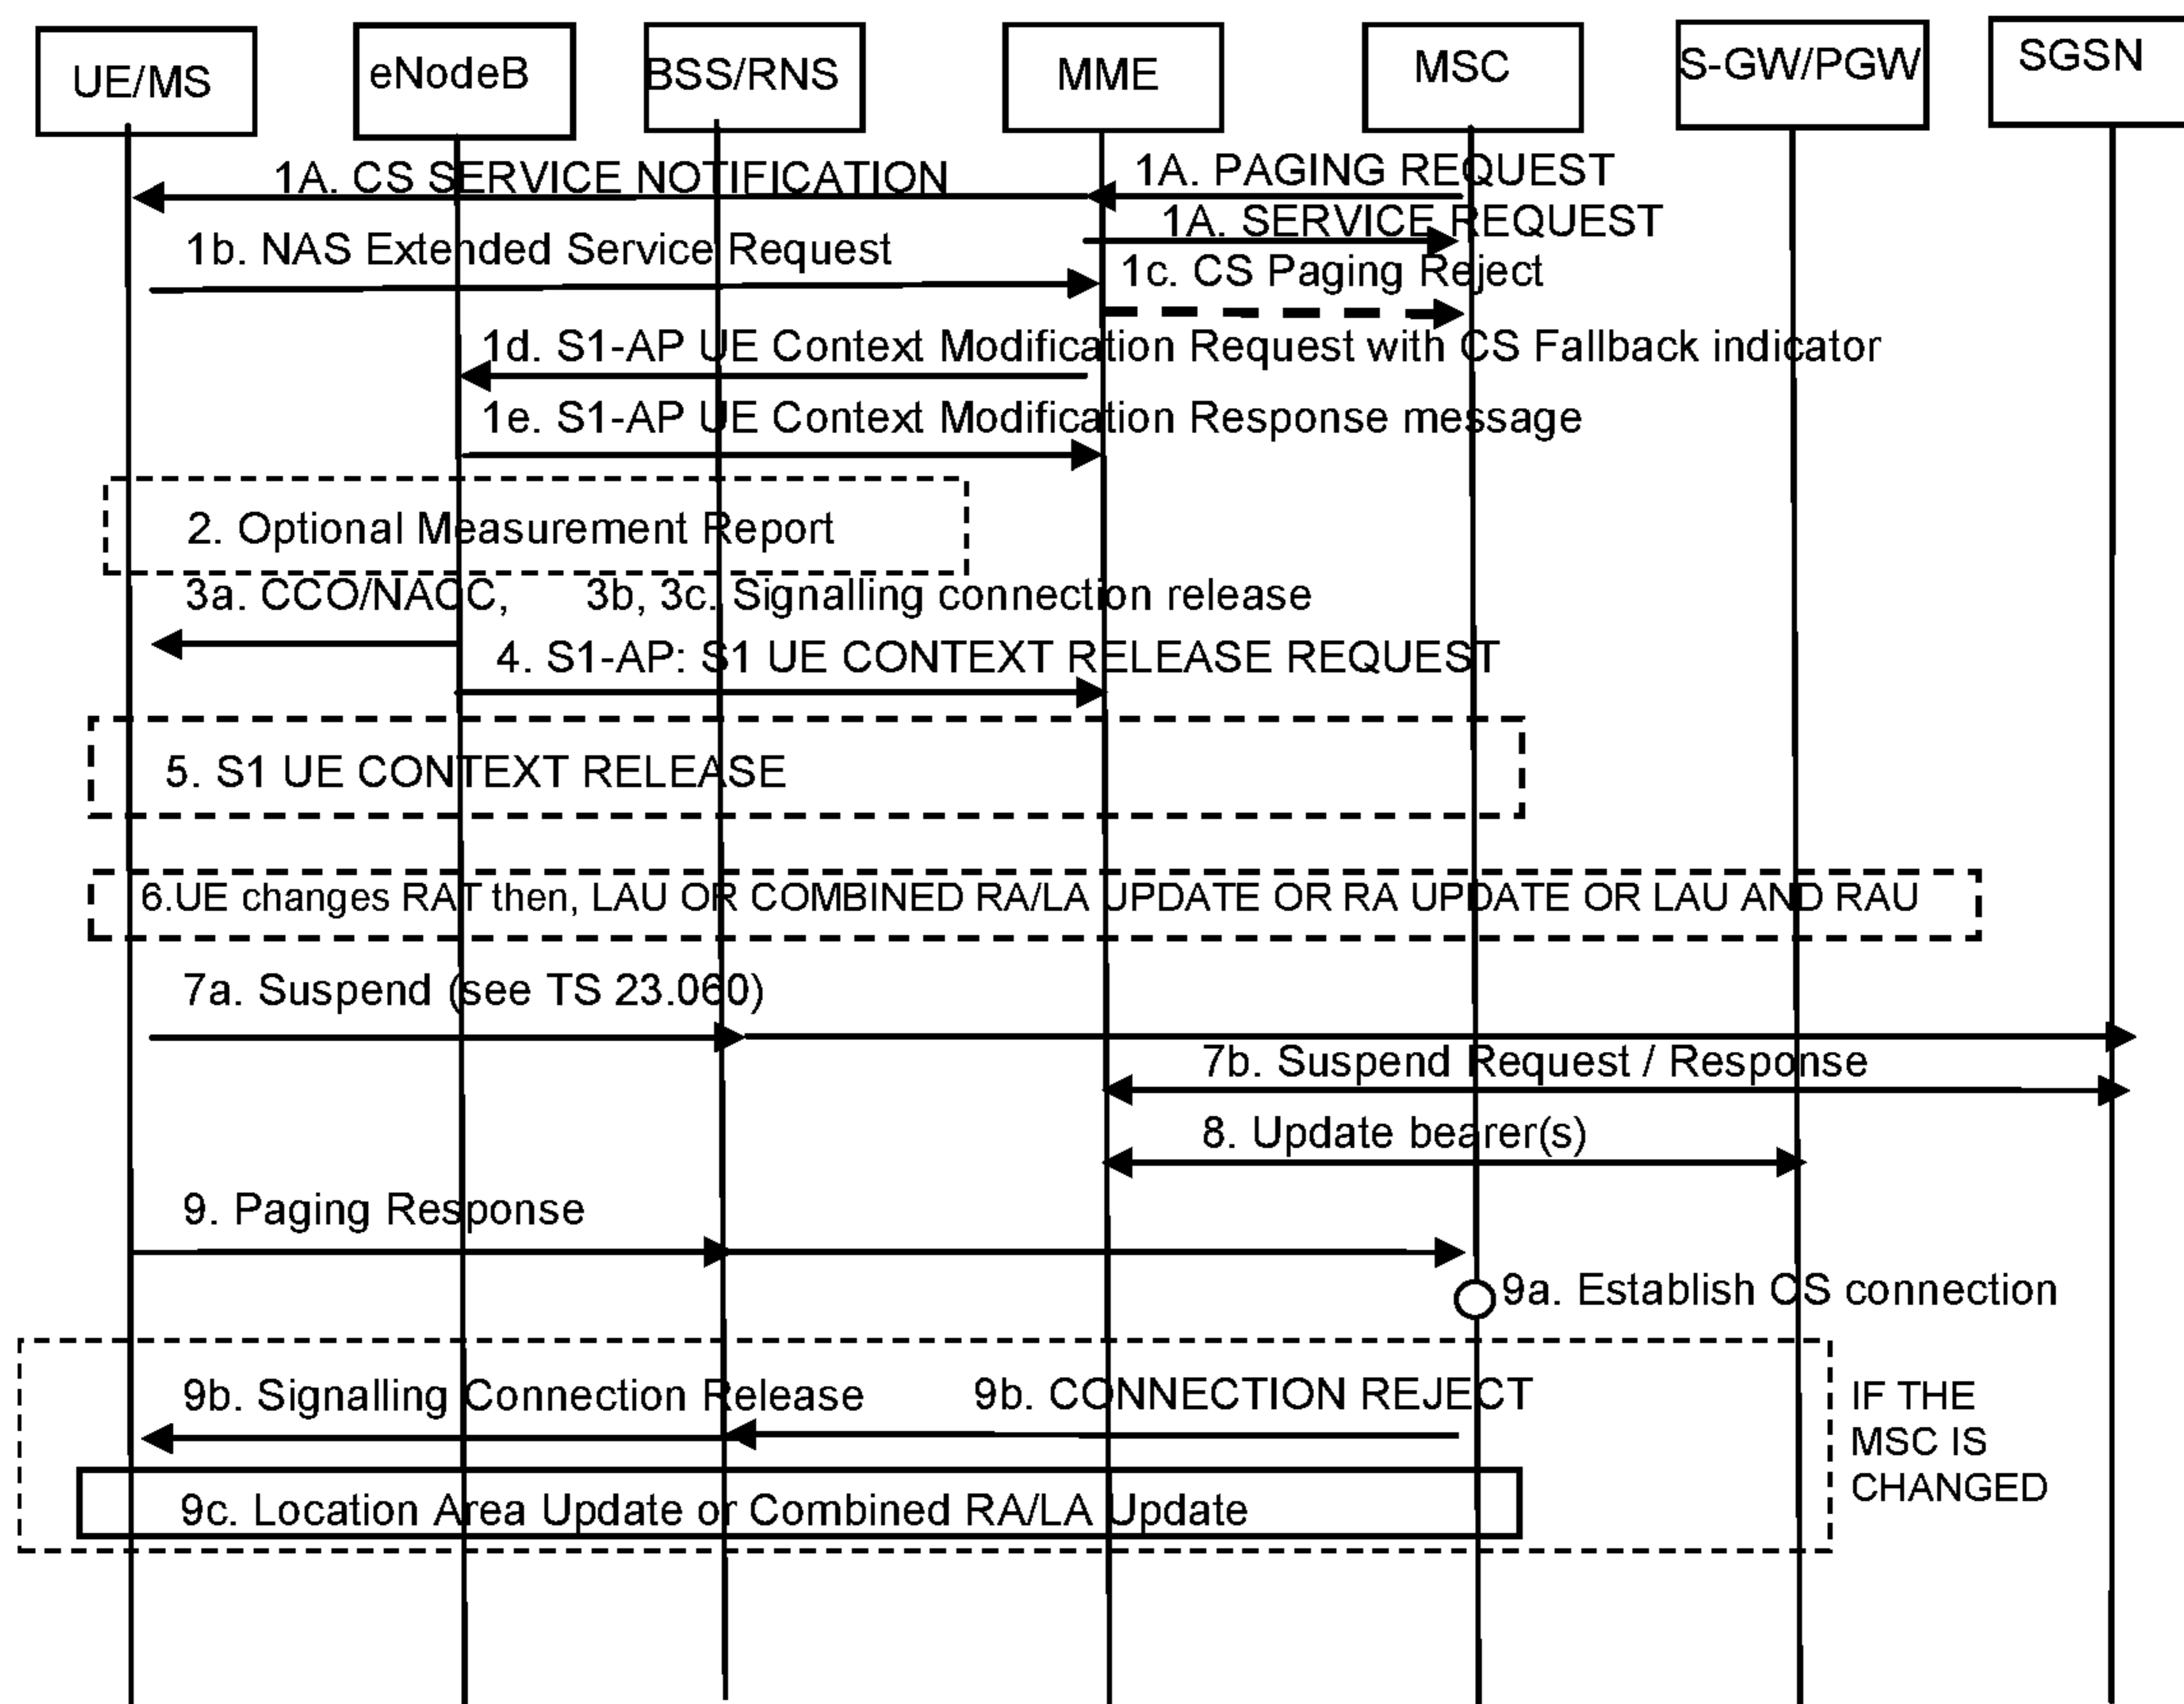 UE/MS
eNodeB
BSS/RNS
MME
MSC
S-GW/PGW
SGSN
1A. CS SERVICE NOTIFICATION
1A. PAGING REQUEST
1A. SERVICE REQUEST
1b. NAS Extended Service Request
1c. CS Paging Reject
1d. S1-AP UE Context Modification Request with CS Fallback indicator
1e. S1-AP UE Context Modification Response message
2. Optional Measurement Report
3a. CCO/NACC,
3b, 3c. Signalling connection release
4. S1-AP: S1 UE CONTEXT RELEASE REQUEST
5. S1 UE CONTEXT RELEASE
6.UE changes RAT then, LAU OR COMBINED RA/LA UPDATE OR RA UPDATE OR LAU AND RAU
7a. Suspend (see TS 23.060)
7b. Suspend Request / Response
8. Update bearer(s)
9. Paging Response
9a. Establish CS connection
9b. Signalling Connection Release
9b. CONNECTION REJECT
IF THE
MSC IS
CHANGED
9c. Location Area Update or Combined RA/LA Update